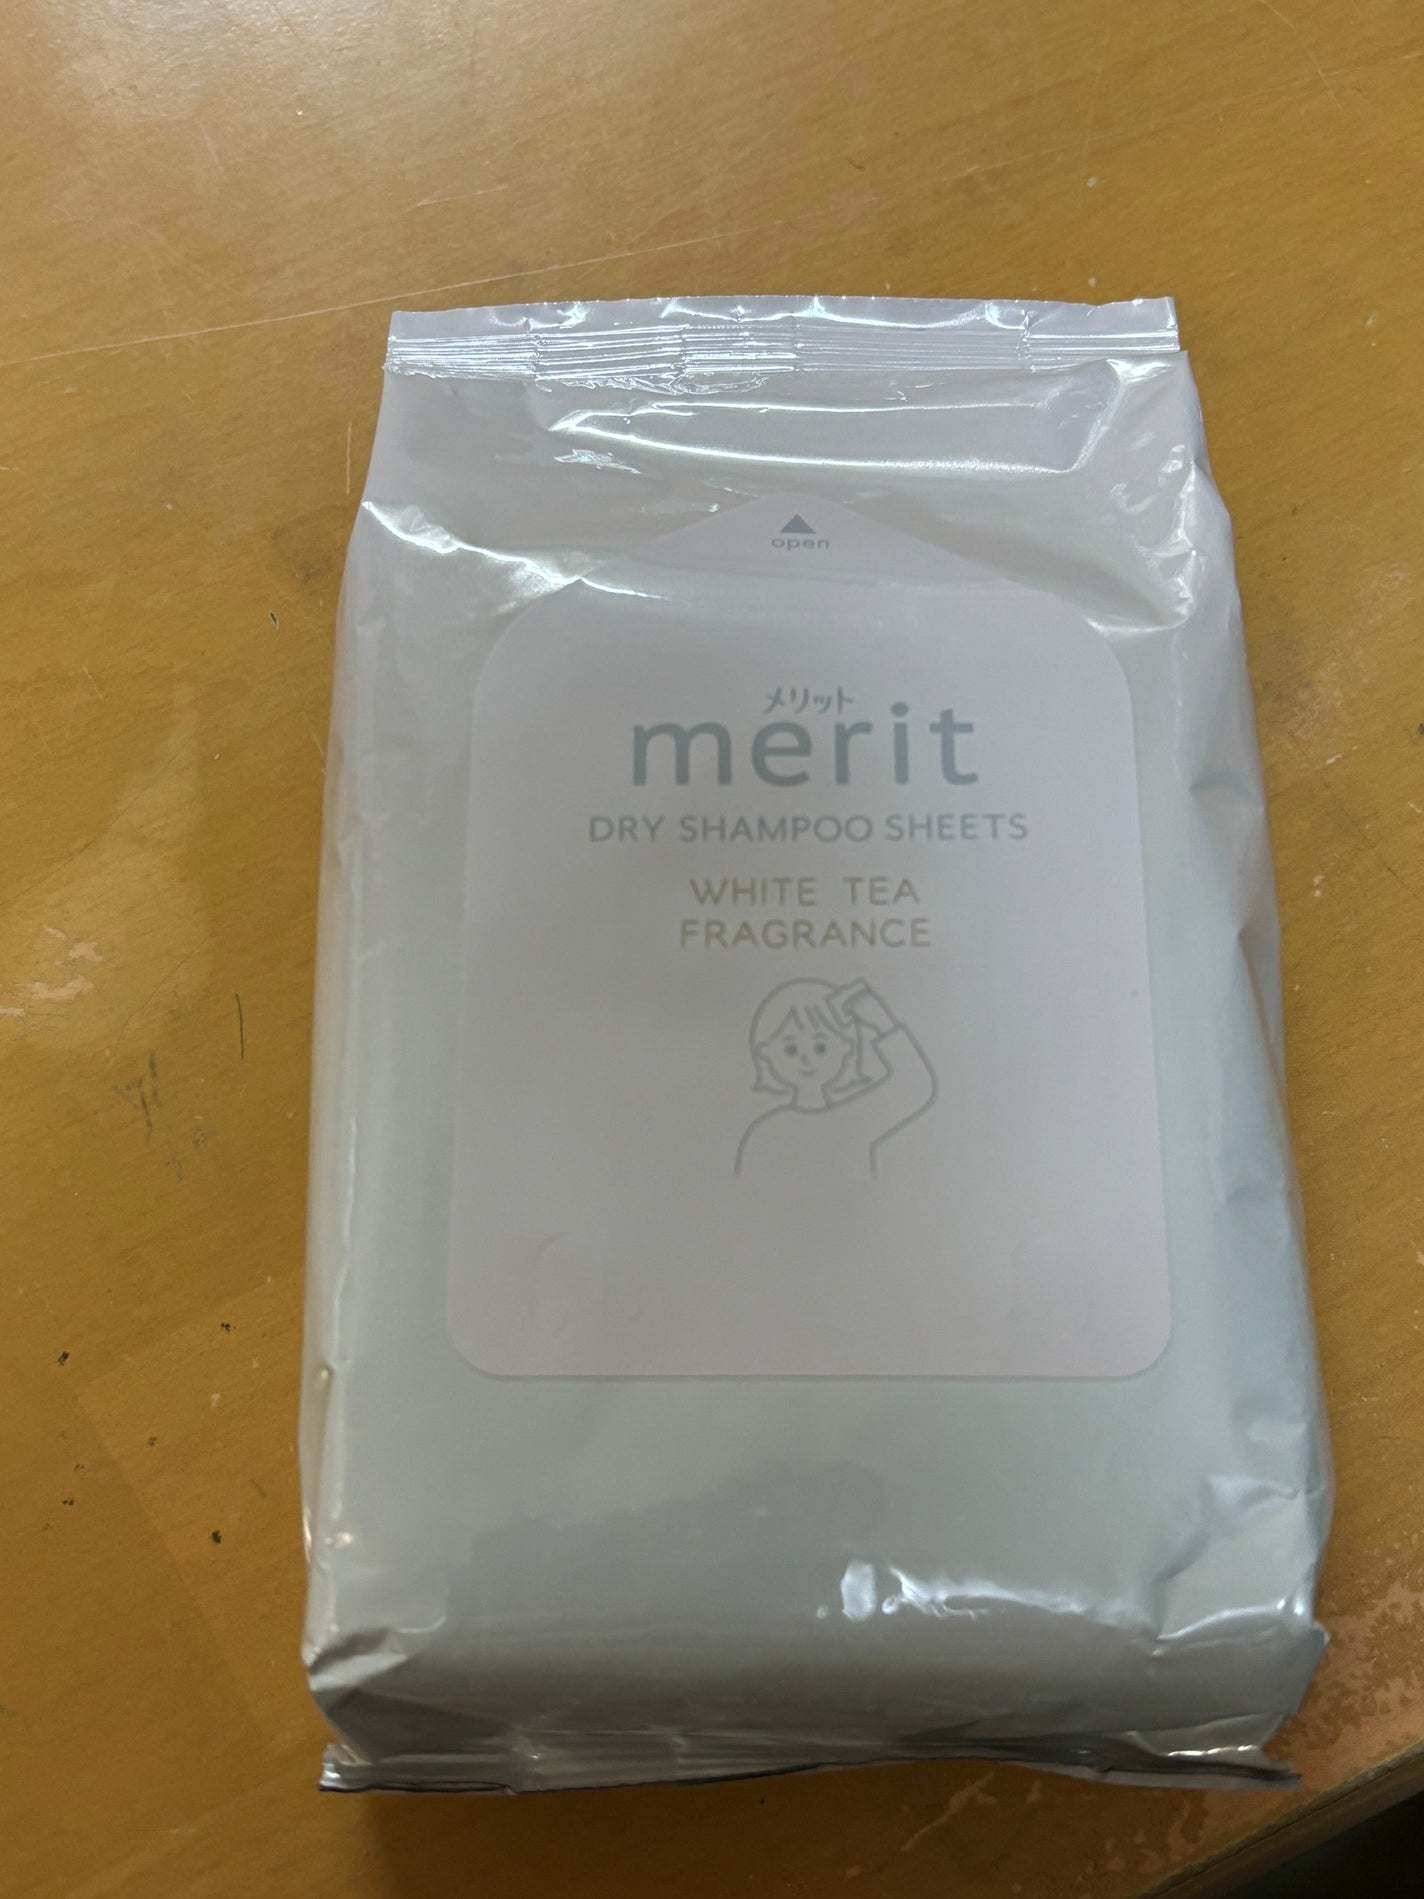 ▲
open
メリット
merit
DRY SHAMPOO SHEETS
WHITE TEA
FRAGRANCE